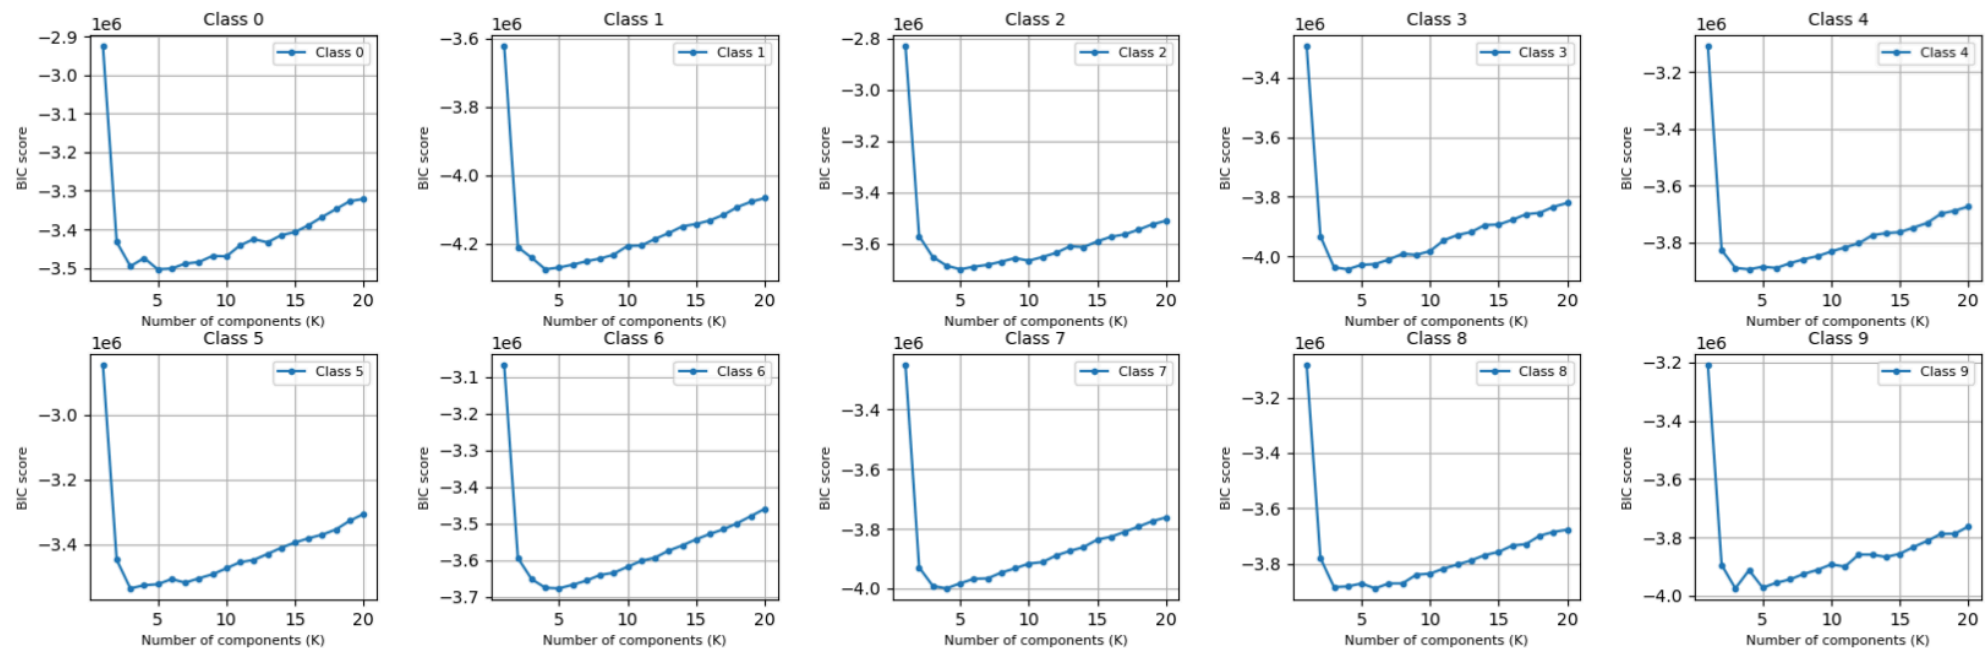 Class 0
1e6
Class 0
−2.9
−3.0
−3.1
−3.2
−3.3
−3.4
−3.5
BIC score
5 10 15 20
Number of components (K)
Class 1
1e6
Class 1
−3.6
−3.8
−4.0
−4.2
BIC score
5 10 15 20
Number of components (K)
Class 2
1e6
Class 2
−2.8
−3.0
−3.2
−3.4
−3.6
BIC score
5 10 15 20
Number of components (K)
Class 3
1e6
Class 3
−3.4
−3.6
−3.8
−4.0
BIC score
5 10 15 20
Number of components (K)
Class 4
1e6
Class 4
−3.2
−3.4
−3.6
−3.8
BIC score
5 10 15 20
Number of components (K)
Class 5
1e6
Class 5
−3.0
−3.2
−3.4
BIC score
5 10 15 20
Number of components (K)
Class 6
1e6
Class 6
−3.1
−3.2
−3.3
−3.4
−3.5
−3.6
−3.7
BIC score
5 10 15 20
Number of components (K)
Class 7
1e6
Class 7
−3.4
−3.6
−3.8
−4.0
BIC score
5 10 15 20
Number of components (K)
Class 8
1e6
Class 8
−3.2
−3.4
−3.6
−3.8
BIC score
5 10 15 20
Number of components (K)
Class 9
1e6
Class 9
−3.2
−3.4
−3.6
−3.8
−4.0
BIC score
5 10 15 20
Number of components (K)